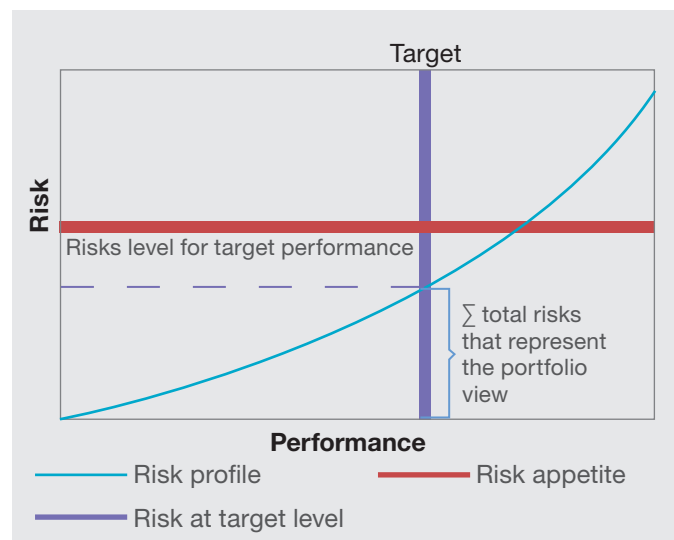 Target
Risk
Risks level for target performance
∑ total risks
that represent
the portfolio
view
Performance
Risk profile
Risk appetite
Risk at target level